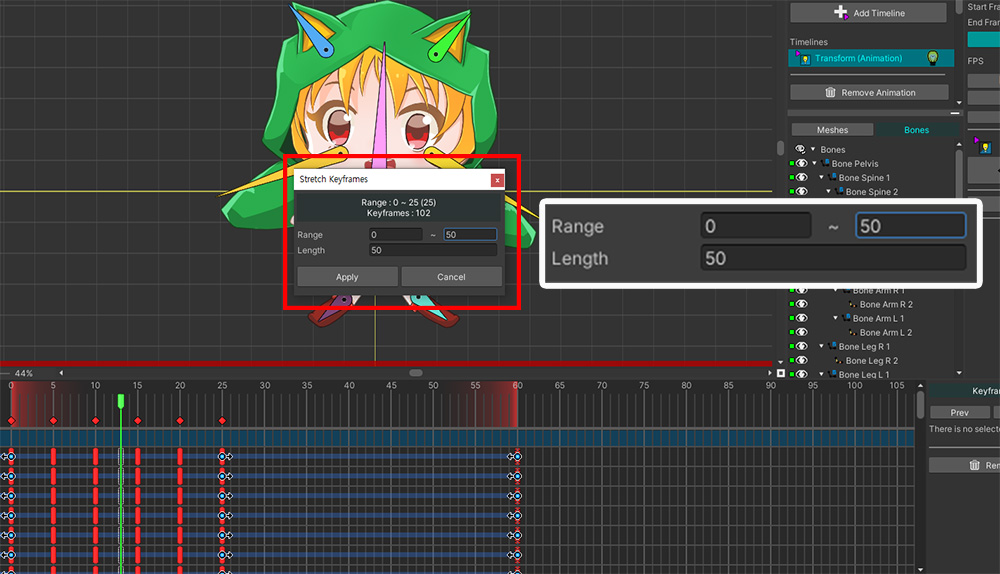 Add Timeline
Timelines
Transform (Animation)
Remove Animation
Start Fra
End Fran
FPS
Meshes
Bones
Bones
Bone Pelvis
Bone Spine 1
Bone Spine 2
Stretch Keyframes
x
Range : 0 ~ 25 (25)
Keyframes : 102
Range 0 ~ 50
Length 50
Apply Cancel
Range 0 ~ 50
Length 50
Bone Arm R 1
Bone Arm R 2
Bone Arm L 1
Bone Arm L 2
Bone Leg R 1
Bone Leg R 2
Bone Leg L 1
44%
0 5 10 15 20 25 30 35 40 45 50 55 60 65 70 75 80 85 90 95 100 105
Keyfran
Prev
There is no selecte
Ren